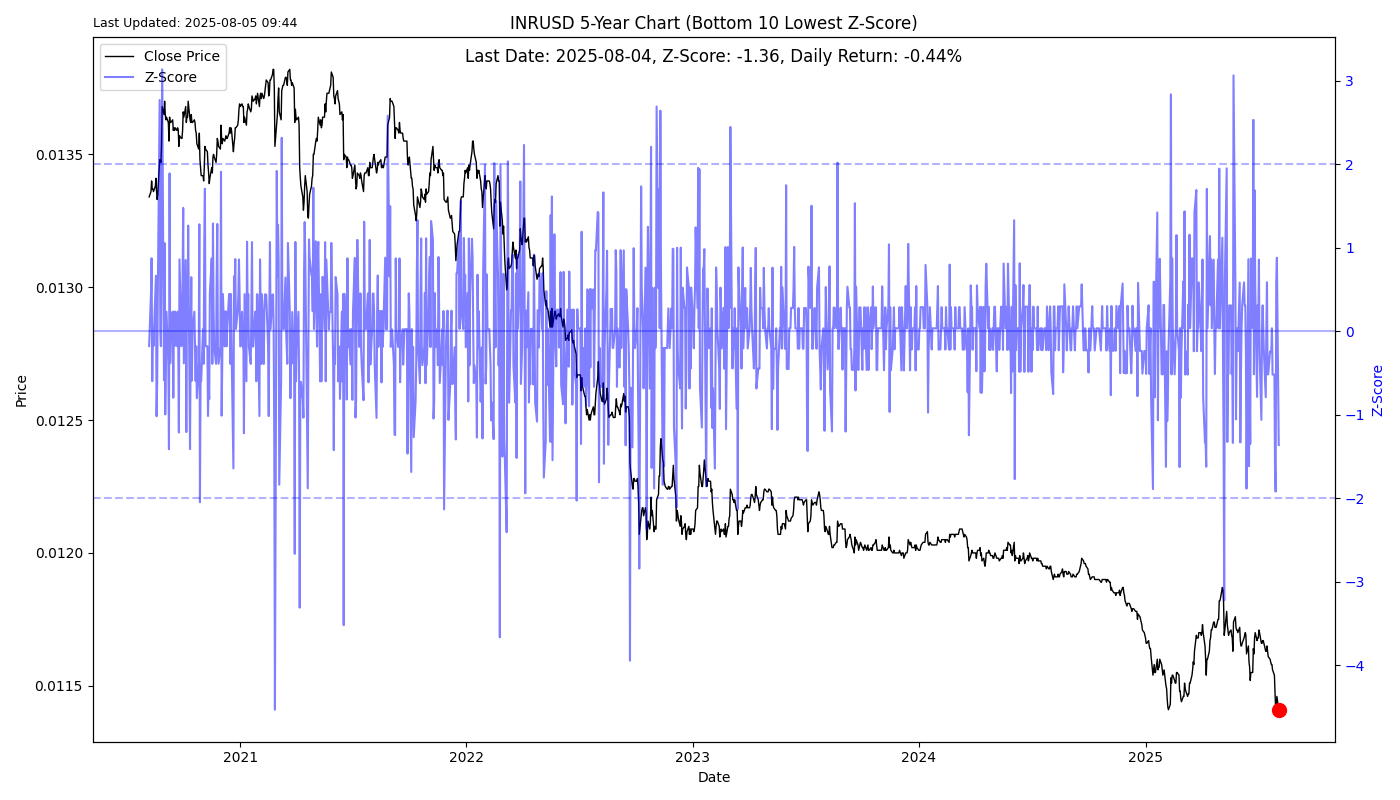 Last Updated: 2025-08-05 09:44
INRUSD 5-Year Chart (Bottom 10 Lowest Z-Score)
Last Date: 2025-08-04, Z-Score: -1.36, Daily Return: -0.44%
Close Price
Z-Score
0.0135
0.0130
0.0125
0.0120
0.0115
Price
3
2
1
0
−1
−2
−3
−4
Z-Score
2021
2022
2023
2024
2025
Date